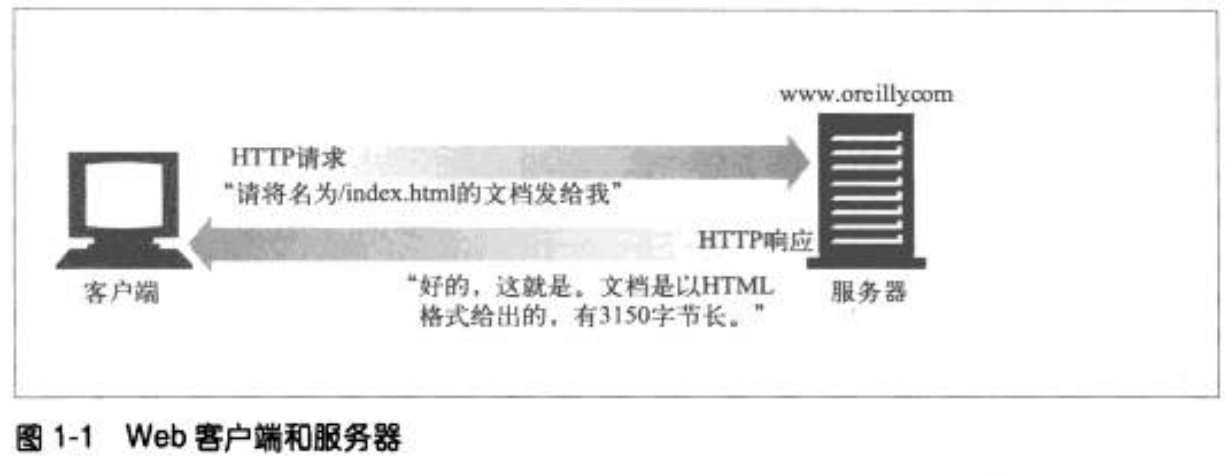 www.oreilly.com
HTTP请求
“请将名为/index.html的文档发给我”
HTTP响应
客户端
“好的，这就是。文档是以HTML
格式给出的，有3150字节长。”
服务器
图 1-1 Web 客户端和服务器